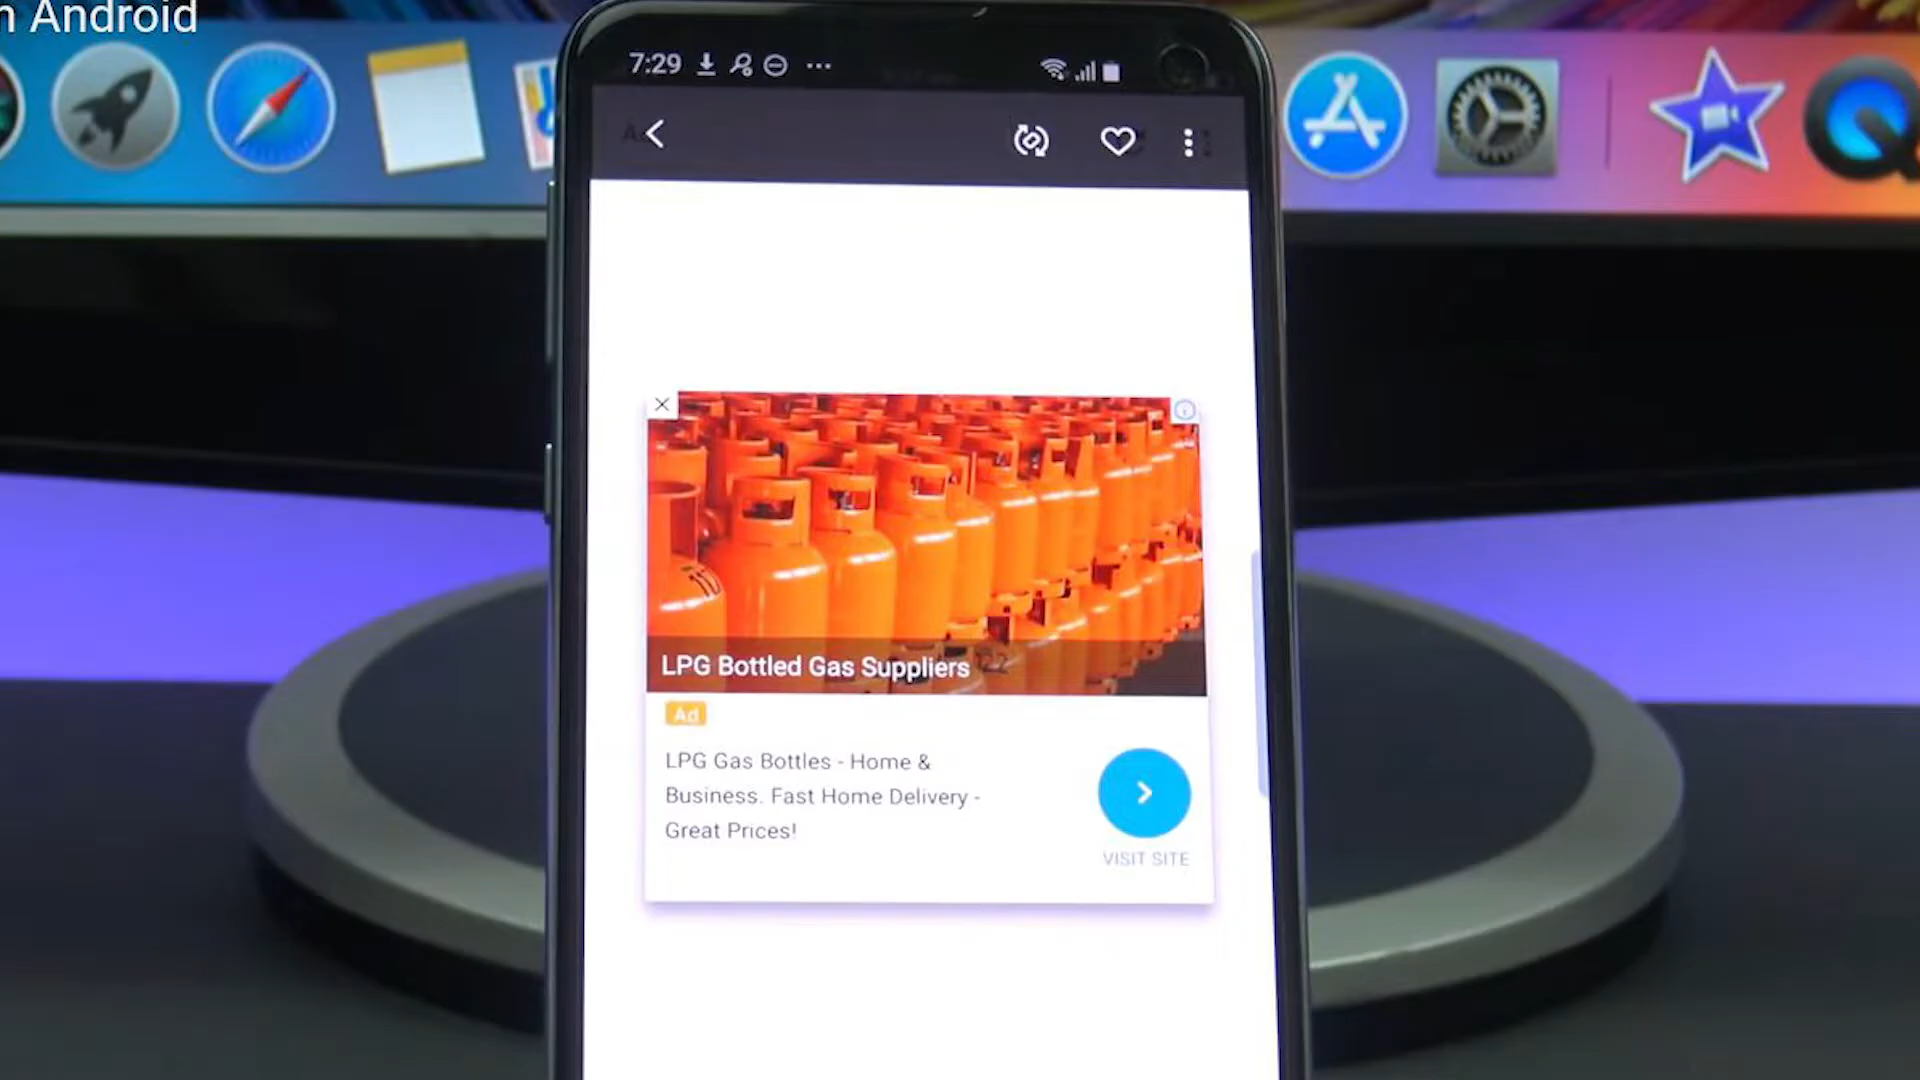 n Android
7:29
LPG Bottled Gas Suppliers
Ad
LPG Gas Bottles - Home &
Business. Fast Home Delivery -
Great Prices!
VISIT SITE